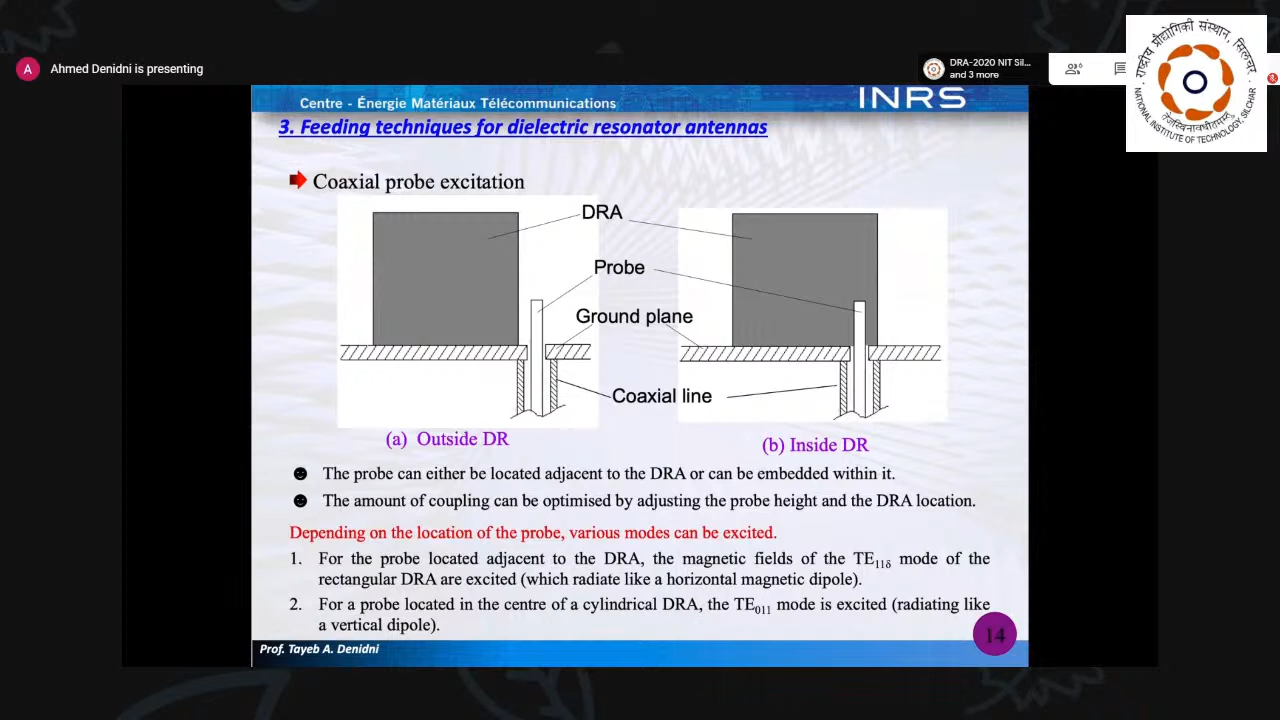 Ahmed Denidni is presenting
A
DRA-2020 NIT Sil...
and 3 more
राष्ट्रीय प्रौद्योगिकी संस्थान, सिलचर
NATIONAL INSTITUTE OF TECHNOLOGY, SILCHAR
Centre - Énergie Matériaux Télécommunications
INRS
3. Feeding techniques for dielectric resonator antennas
Coaxial probe excitation
DRA
Probe
Ground plane
Coaxial line
(a) Outside DR
(b) Inside DR
The probe can either be located adjacent to the DRA or can be embedded within it.
The amount of coupling can be optimised by adjusting the probe height and the DRA location.
Depending on the location of the probe, various modes can be excited.
1. For the probe located adjacent to the DRA, the magnetic fields of the TE₁₁δ mode of the
rectangular DRA are excited (which radiate like a horizontal magnetic dipole).
2. For a probe located in the centre of a cylindrical DRA, the TE₀₁₁ mode is excited (radiating like
a vertical dipole).
14
Prof. Tayeb A. Denidni